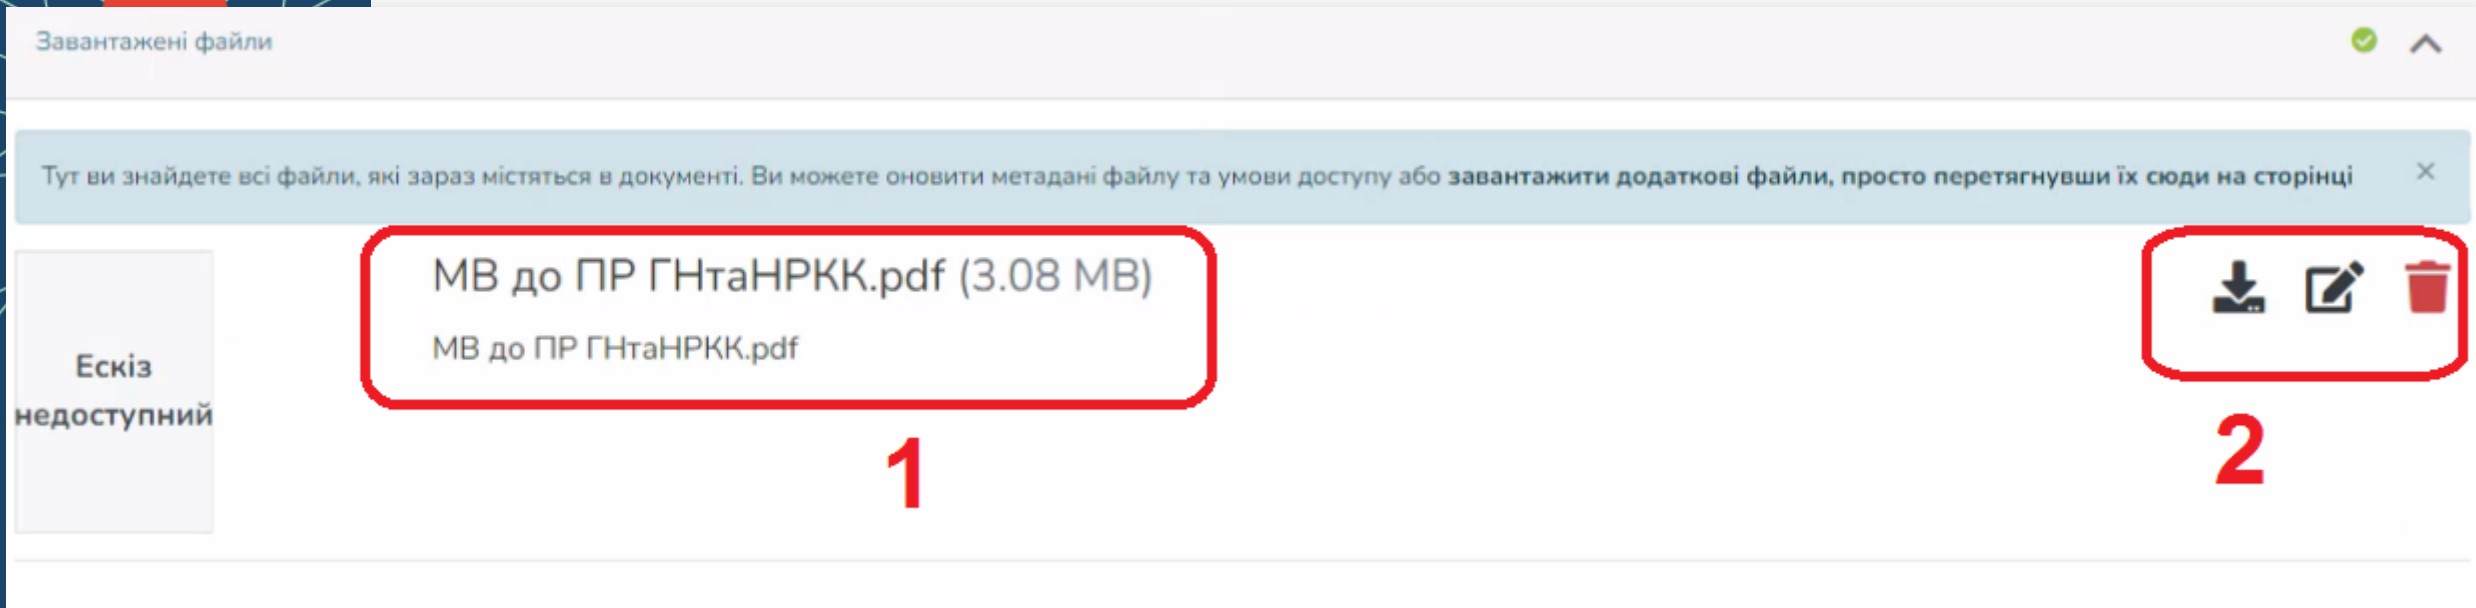 Завантажені файли
Тут ви знайдете всі файли, які зараз містяться в документі. Ви можете оновити метадані файлу та умови доступу або завантажити додаткові файли, просто перетягнувши їх сюди на сторінці
МВ до ПР ГНтаНРКК.pdf (3.08 MB)
МВ до ПР ГНтаНРКК.pdf
Ескіз
недоступний
1
2